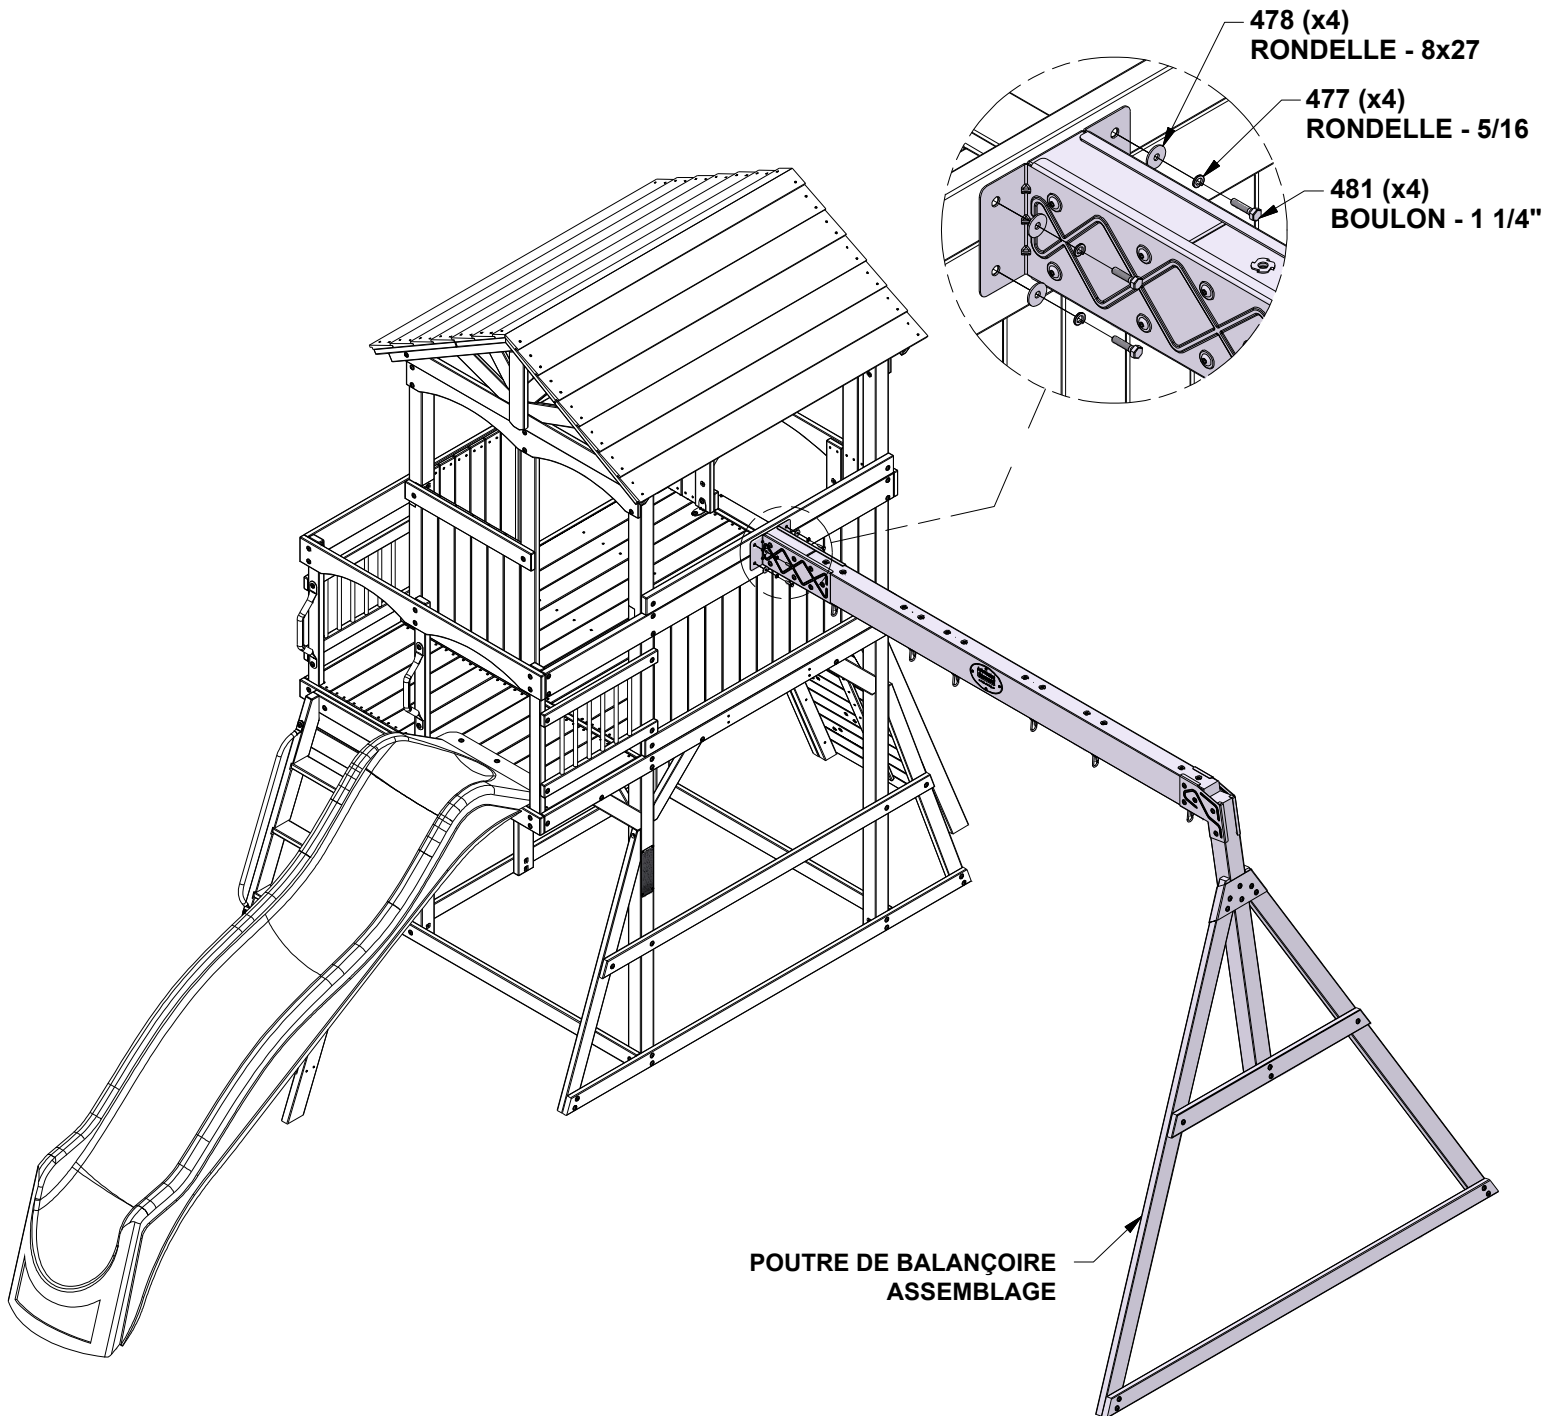 478 (x4)
RONDELLE - 8x27
477 (x4)
RONDELLE - 5/16
481 (x4)
BOULON - 1 1/4"
POUTRE DE BALANÇOIRE
ASSEMBLAGE